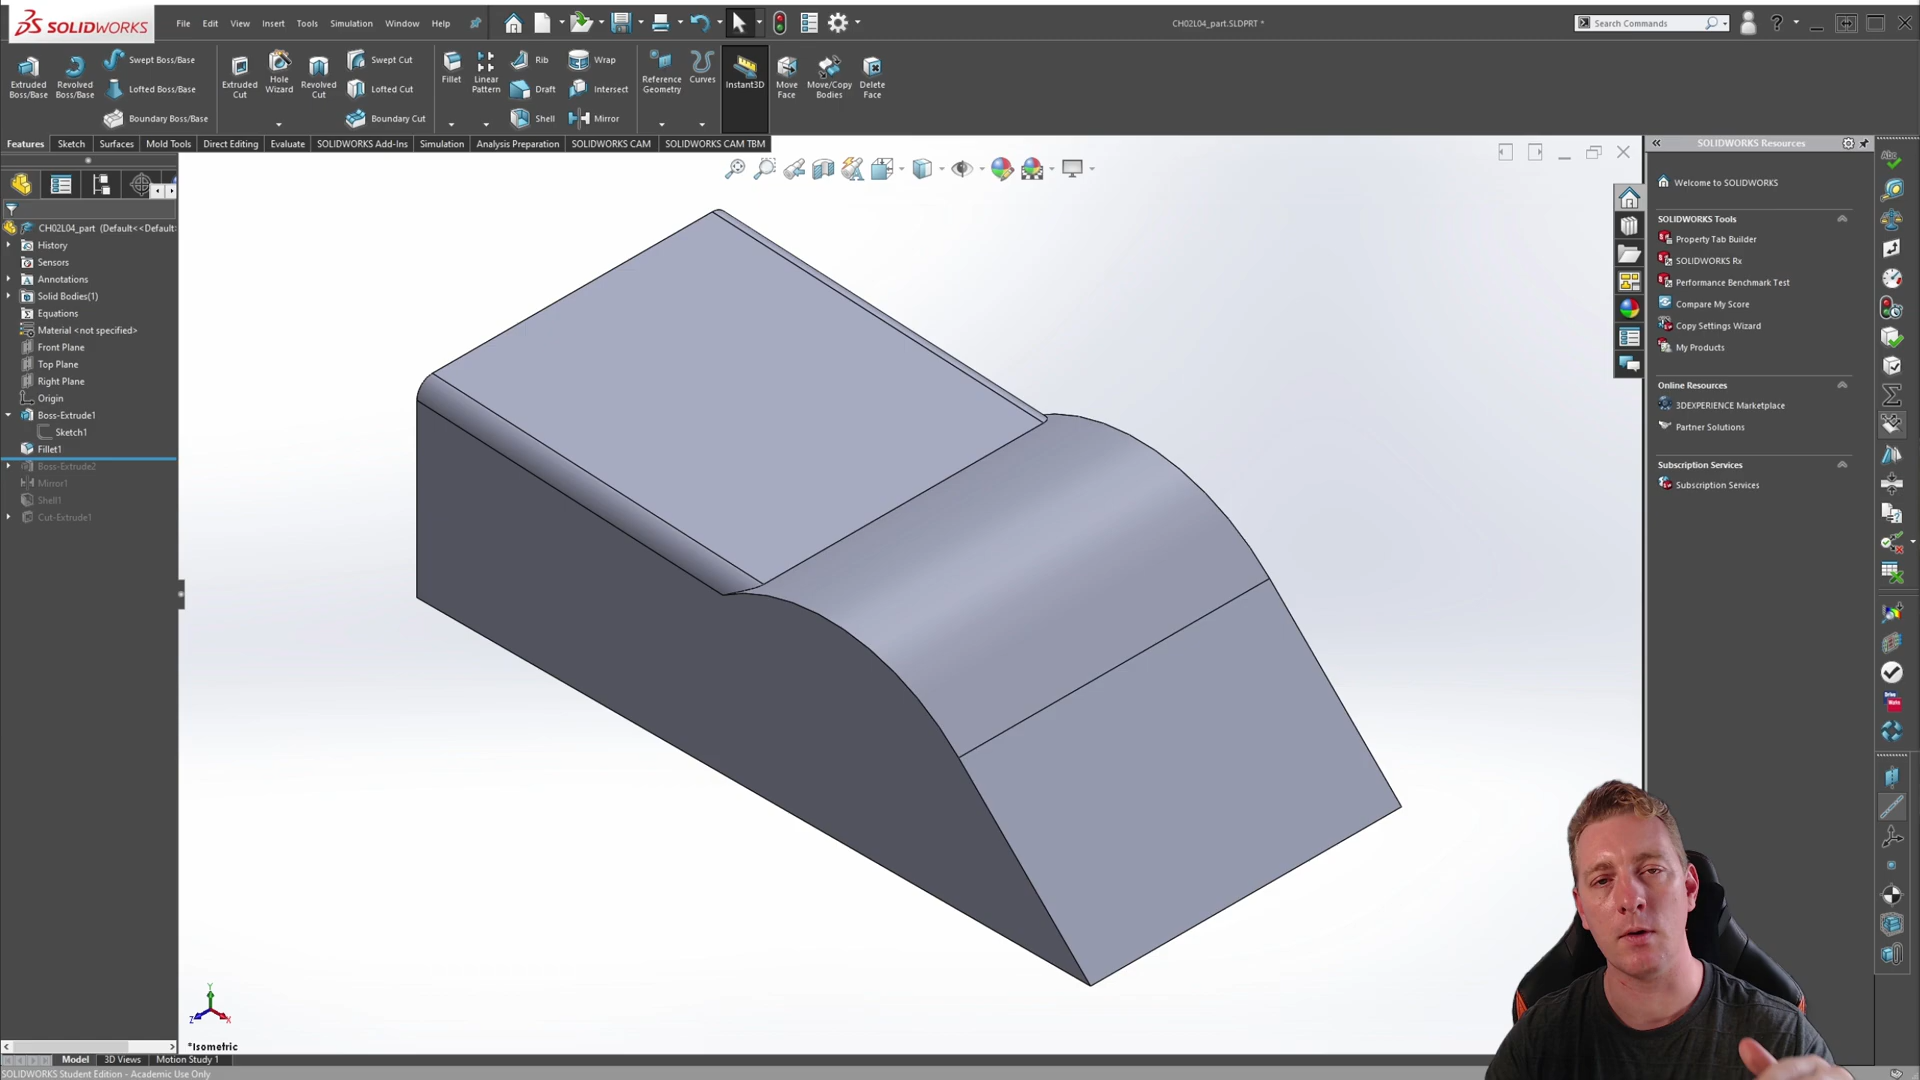 SOLIDWORKS
File Edit View Insert Tools Simulation Window Help
CH02L04_part.SLDPRT *
Search Commands
Extruded Boss/Base
Revolved Boss/Base
Swept Boss/Base
Lofted Boss/Base
Boundary Boss/Base
Extruded Cut
Hole Wizard
Revolved Cut
Swept Cut
Lofted Cut
Boundary Cut
Fillet
Linear Pattern
Rib
Draft
Shell
Wrap
Intersect
Mirror
Reference Geometry
Curves
Instant3D
Move Face
Move/Copy Bodies
Delete Face
Features Sketch Surfaces Mold Tools Direct Editing Evaluate SOLIDWORKS Add-Ins Simulation Analysis Preparation SOLIDWORKS CAM SOLIDWORKS CAM TBM
CH02L04_part (Default<<Default
History
Sensors
Annotations
Solid Bodies(1)
Equations
Material <not specified>
Front Plane
Top Plane
Right Plane
Origin
Boss-Extrude1
Sketch1
Fillet1
Boss-Extrude2
Mirror1
Shell1
Cut-Extrude1
Y
Z
X
*Isometric
Model 3D Views Motion Study 1
SOLIDWORKS Student Edition - Academic Use Only
SOLIDWORKS Resources
Welcome to SOLIDWORKS
SOLIDWORKS Tools
Property Tab Builder
SOLIDWORKS Rx
Performance Benchmark Test
Compare My Score
Copy Settings Wizard
My Products
Online Resources
3DEXPERIENCE Marketplace
Partner Solutions
Subscription Services
Subscription Services